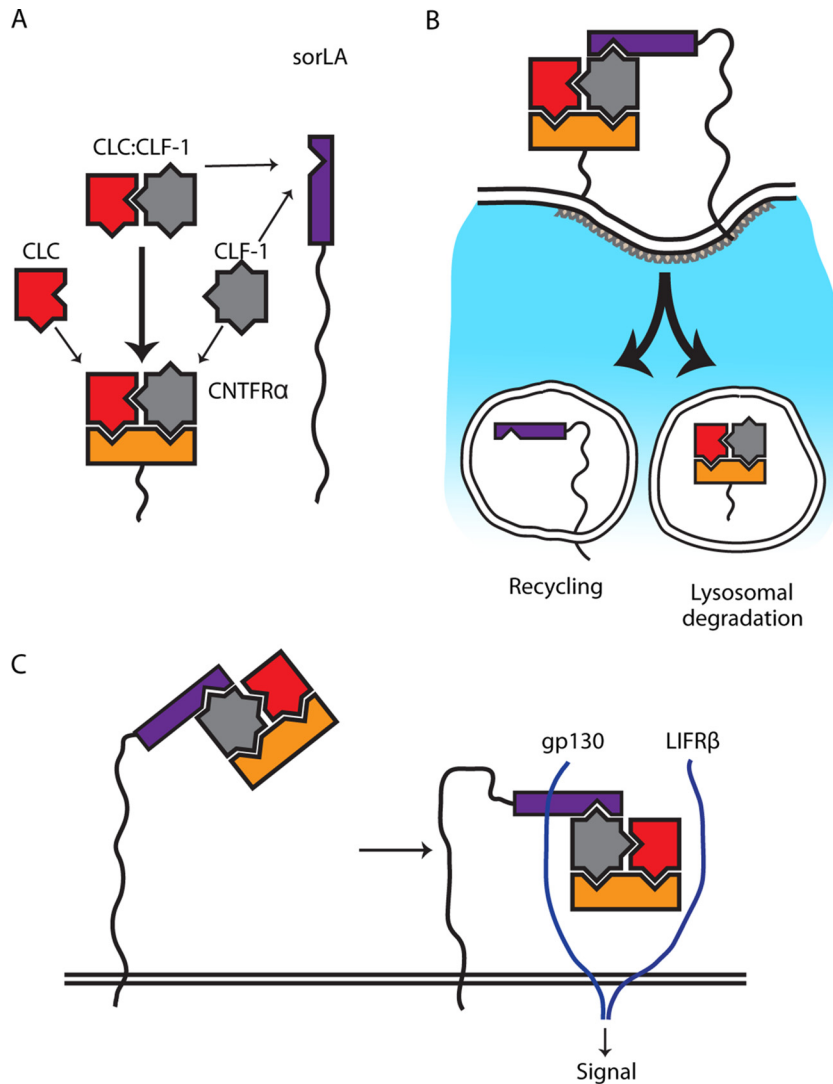 A
sorLA
CLC:CLF-1
CLC
CLF-1
CNTFRα
B
Recycling
Lysosomal
degradation
C
gp130
LIFRβ
Signal